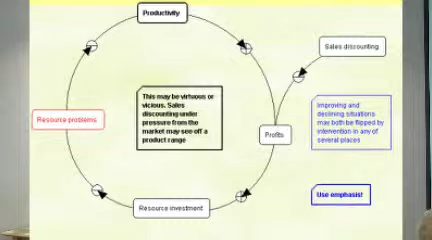 Productivity
Sales discounting
This may be virtuous or
vicious. Sales
discounting under
pressure from the
market may see off a
product range
Improving and
declining situations
may both be flipped by
intervention in any of
several places
Resource problems
Profits
Use emphasis!
Resource investment